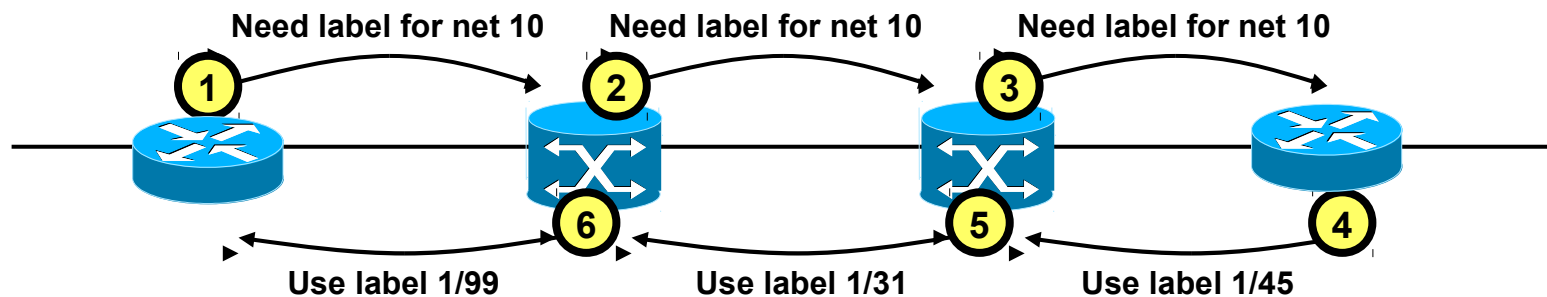 Need label for net 10
Need label for net 10
Need label for net 10
1
2
3
6
5
4
Use label 1/99
Use label 1/31
Use label 1/45